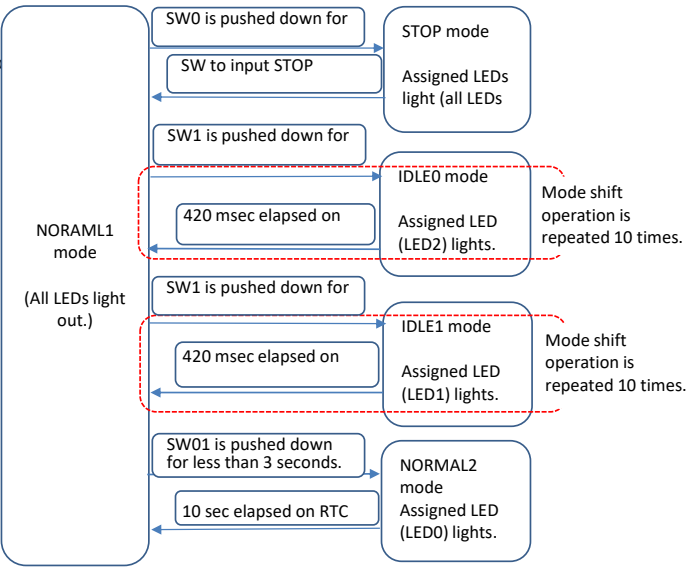 SW0 is pushed down for
STOP mode
SW to input STOP
Assigned LEDs
light (all LEDs
SW1 is pushed down for
IDLE0 mode
420 msec elapsed on
Assigned LED
(LED2) lights.
Mode shift
operation is
repeated 10 times.
NORAML1
mode
(All LEDs light
out.)
SW1 is pushed down for
IDLE1 mode
420 msec elapsed on
Assigned LED
(LED1) lights.
Mode shift
operation is
repeated 10 times.
SW01 is pushed down
for less than 3 seconds.
NORMAL2
mode
Assigned LED
(LED0) lights.
10 sec elapsed on RTC